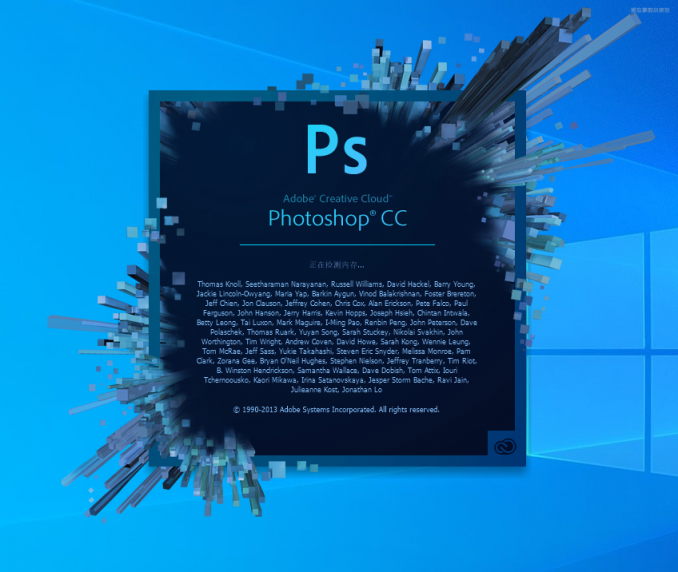 Ps
Adobe® Creative Cloud™
Photoshop® CC
正在检测内存...
Thomas Knoll, Seetharaman Narayanan, Russell Williams, David Hackel, Barry Young,
Jackie Lincoln-Owyang, Maria Yap, Barkin Aygun, Vinod Balakrishnan, Foster Brereton,
Jeff Chien, Jon Clauson, Jeffrey Cohen, Chris Cox, Alan Erickson, Pete Falco, Paul
Ferguson, John Hanson, Jerry Harris, Kevin Hopps, Joseph Hsieh, Chintan Intwala,
Betty Leong, Tai Luxon, Mark Maguire, I-Ming Pao, Renbin Peng, John Peterson, Dave
Polaschek, Thomas Ruark, Yuyan Song, Sarah Stuckey, Nikolai Svakhin, John
Worthington, Tim Wright, Andrew Coven, David Howe, Sarah Kong, Wennie Leung,
Tom McRae, Jeff Sass, Yukie Takahashi, Steven Eric Snyder, Melissa Monroe, Pam
Clark, Zorana Gee, Bryan O'Neil Hughes, Stephen Nielson, Jeffrey Tranberry, Tim Riot,
B. Winston Hendrickson, Samantha Wallace, Dave Dobish, Tom Attix, Iouri
Tchernoousko, Kaori Mikawa, Irina Satanovskaya, Jesper Storm Bache, Ravi Jain,
Julieanne Kost, Jonathan Lo
© 1990-2013 Adobe Systems Incorporated. All rights reserved.